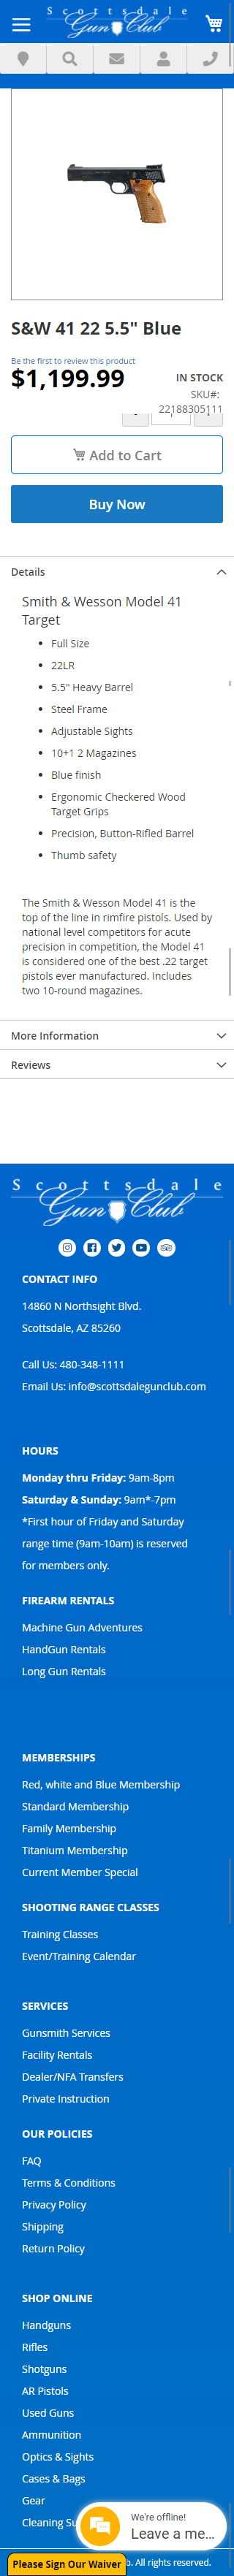 Scottsdale
Gun Club
S&W 41 22 5.5" Blue
Be the first to review this product
$1,199.99
IN STOCK
SKU#:
22188305111
Add to Cart
Buy Now
Details
Smith & Wesson Model 41
Target
Full Size
22LR
5.5" Heavy Barrel
Steel Frame
Adjustable Sights
10+1 2 Magazines
Blue finish
Ergonomic Checkered Wood
Target Grips
Precision, Button-Rifled Barrel
Thumb safety
The Smith & Wesson Model 41 is the
top of the line in rimfire pistols. Used by
national level competitors for acute
precision in competition, the Model 41
is considered one of the best .22 target
pistols ever manufactured. Includes
two 10-round magazines.
More Information
Reviews
Scottsdale
Gun Club
CONTACT INFO
14860 N Northsight Blvd.
Scottsdale, AZ 85260
Call Us: 480-348-1111
Email Us: info@scottsdalegunclub.com
HOURS
Monday thru Friday: 9am-8pm
Saturday & Sunday: 9am*-7pm
*First hour of Friday and Saturday
range time (9am-10am) is reserved
for members only.
FIREARM RENTALS
Machine Gun Adventures
HandGun Rentals
Long Gun Rentals
MEMBERSHIPS
Red, white and Blue Membership
Standard Membership
Family Membership
Titanium Membership
Current Member Special
SHOOTING RANGE CLASSES
Training Classes
Event/Training Calendar
SERVICES
Gunsmith Services
Facility Rentals
Dealer/NFA Transfers
Private Instruction
OUR POLICIES
FAQ
Terms & Conditions
Privacy Policy
Shipping
Return Policy
SHOP ONLINE
Handguns
Rifles
Shotguns
AR Pistols
Used Guns
Ammunition
Optics & Sights
Cases & Bags
Gear
Cleaning Su
We're offline!
Leave a me...
b. All rights reserved.
Please Sign Our Waiver